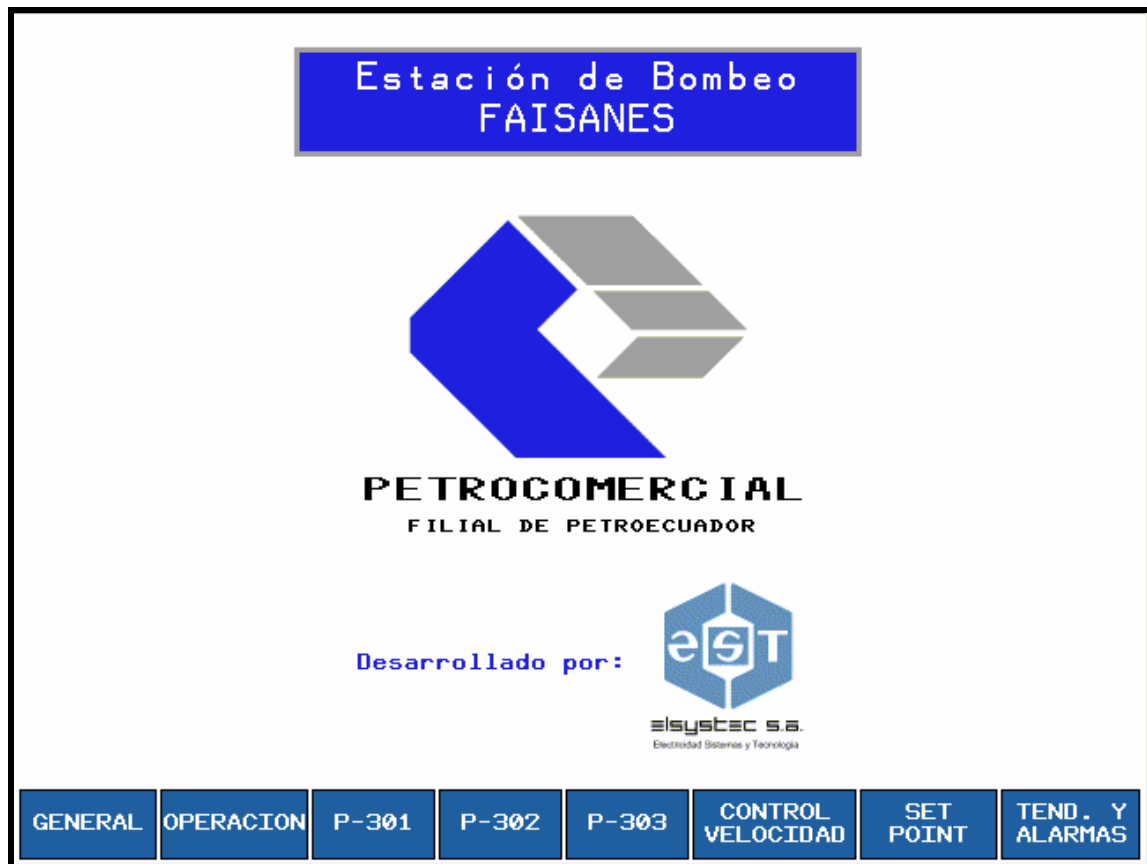 Estación de Bombeo
FAISANES
PETROCOMERCIAL
FILIAL DE PETROECUADOR
Desarrollado por:
eST
elsystec s.a.
Electricidad Sistemas y Tecnología
GENERAL
OPERACION
P-301
P-302
P-303
CONTROL
VELOCIDAD
SET
POINT
TEND. Y
ALARMAS